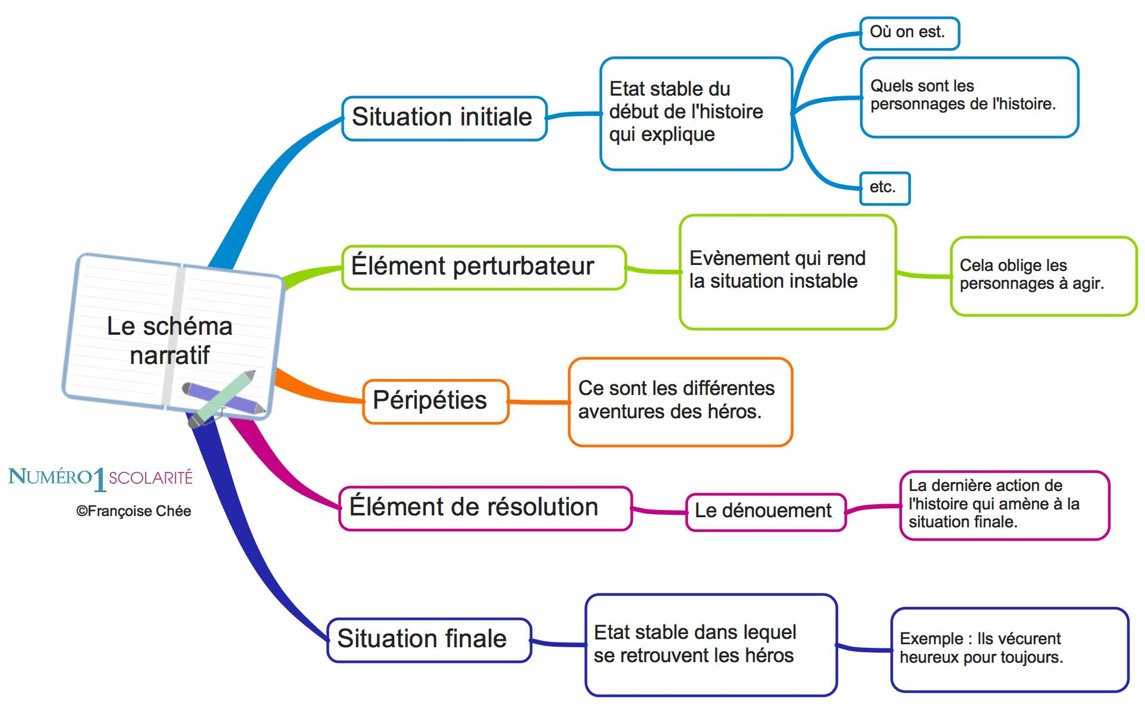 Le schéma
narratif
Situation initiale
Etat stable du
début de l'histoire
qui explique
Où on est.
Quels sont les
personnages de l'histoire.
etc.
Élément perturbateur
Evènement qui rend
la situation instable
Cela oblige les
personnages à agir.
Péripéties
Ce sont les différentes
aventures des héros.
Élément de résolution
Le dénouement
La dernière action de
l'histoire qui amène à la
situation finale.
Situation finale
Etat stable dans lequel
se retrouvent les héros
Exemple : Ils vécurent
heureux pour toujours.
NUMÉRO1SCOLARITÉ
©Françoise Chée